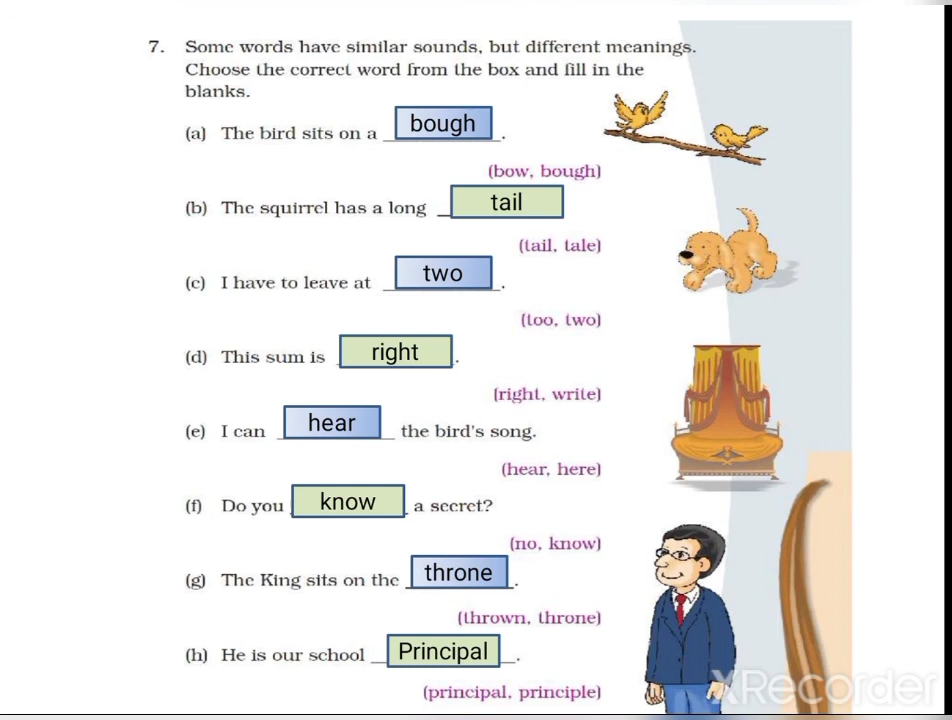 7. Some words have similar sounds, but different meanings.
Choose the correct word from the box and fill in the
blanks.
(a) The bird sits on a bough.
(bow, bough)
(b) The squirrel has a long tail
(tail, tale)
(c) I have to leave at two.
(too, two)
(d) This sum is right.
(right, write)
(e) I can hear the bird's song.
(hear, here)
(f) Do you know a secret?
(no, know)
(g) The King sits on the throne.
(thrown, throne)
(h) He is our school Principal.
(principal, principle)
XRecorder